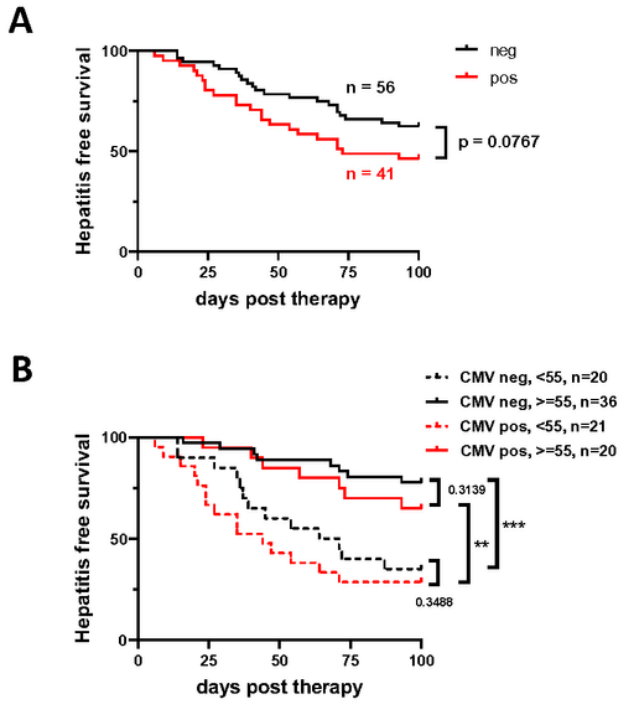 A
neg
pos
100
50
0
Hepatitis free survival
n = 56
n = 41
p = 0.0767
0 25 50 75 100
days post therapy
B
CMV neg, <55, n=20
CMV neg, >=55, n=36
CMV pos, <55, n=21
CMV pos, >=55, n=20
100
50
0
Hepatitis free survival
0.3139
**
***
0.3488
0 25 50 75 100
days post therapy